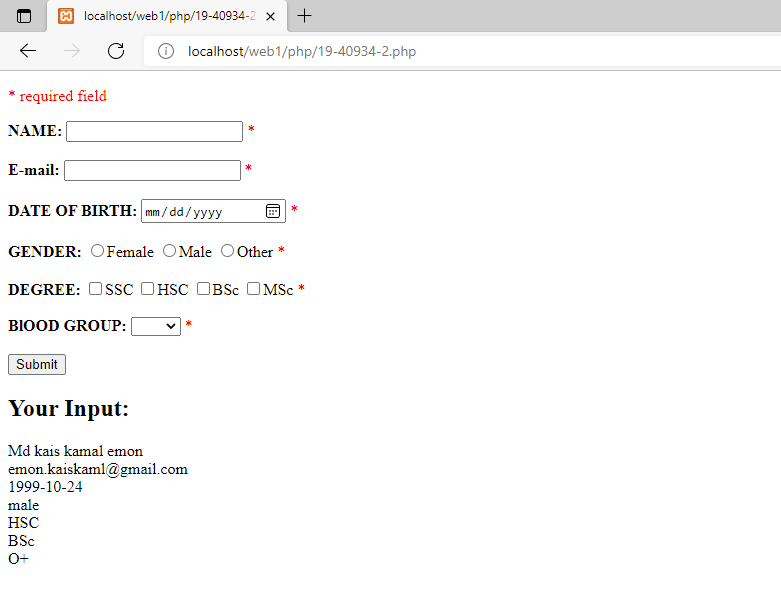 localhost/web1/php/19-40934-2
localhost/web1/php/19-40934-2.php
* required field
NAME: *
E-mail: *
DATE OF BIRTH: mm/dd/yyyy *
GENDER: Female Male Other *
DEGREE: SSC HSC BSc MSc *
BlOOD GROUP: *
Submit
Your Input:
Md kais kamal emon
emon.kaiskaml@gmail.com
1999-10-24
male
HSC
BSc
O+